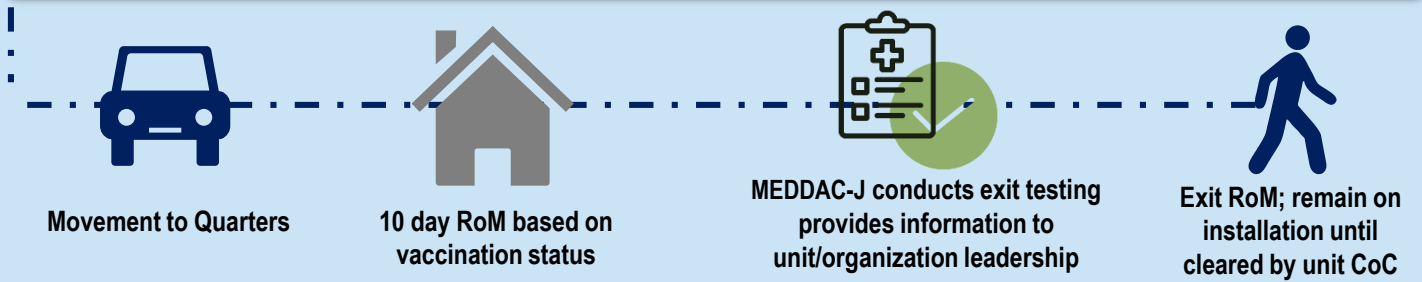 Movement to Quarters
10 day RoM based on
vaccination status
MEDDAC-J conducts exit testing
provides information to
unit/organization leadership
Exit RoM; remain on
installation until
cleared by unit CoC